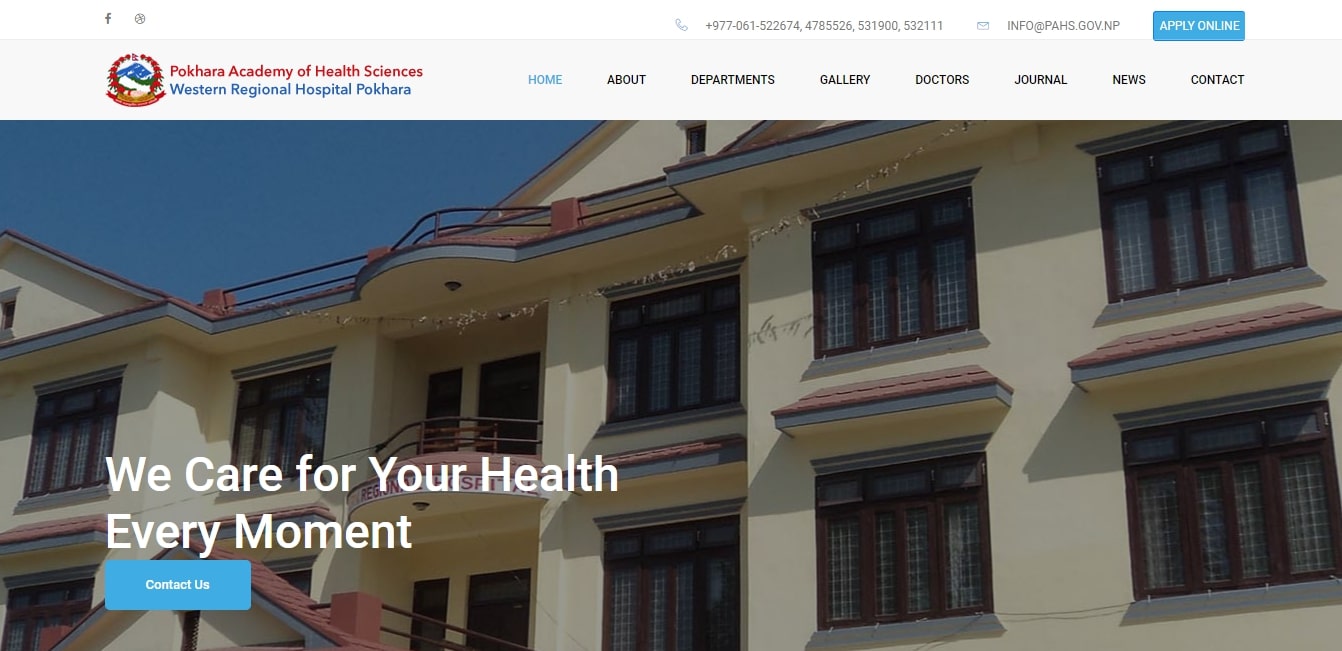 +977-061-522674, 4785526, 531900, 532111
INFO@PAHS.GOV.NP
APPLY ONLINE
Pokhara Academy of Health Sciences
Western Regional Hospital Pokhara
HOME
ABOUT
DEPARTMENTS
GALLERY
DOCTORS
JOURNAL
NEWS
CONTACT
We Care for Your Health
Every Moment
Contact Us